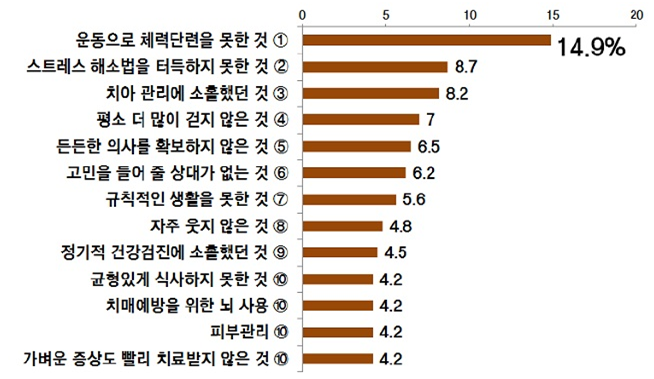 0 5 10 15 20
운동으로 체력단련을 못한 것 ① 14.9%
스트레스 해소법을 터득하지 못한 것 ② 8.7
치아 관리에 소홀했던 것 ③ 8.2
평소 더 많이 걷지 않은 것 ④ 7
든든한 의사를 확보하지 않은 것 ⑤ 6.5
고민을 들어 줄 상대가 없는 것 ⑥ 6.2
규칙적인 생활을 못한 것 ⑦ 5.6
자주 웃지 않은 것 ⑧ 4.8
정기적 건강검진에 소홀했던 것 ⑨ 4.5
균형있게 식사하지 못한 것 ⑩ 4.2
치매예방을 위한 뇌 사용 ⑩ 4.2
피부관리 ⑩ 4.2
가벼운 증상도 빨리 치료받지 않은 것 ⑩ 4.2